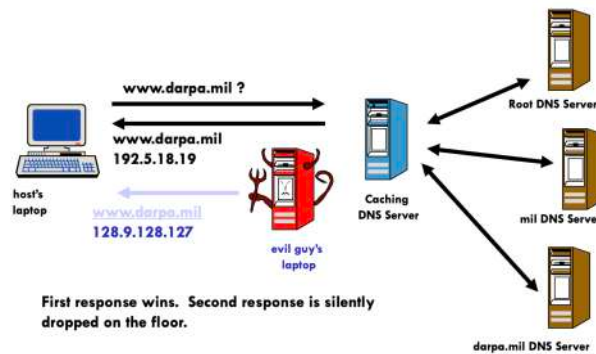 www.darpa.mil ?
Root DNS Server
www.darpa.mil
192.5.18.19
host's
laptop
Caching
DNS Server
mil DNS Server
www.darpa.mil
128.9.128.127
evil guy's
laptop
First response wins. Second response is silently
dropped on the floor.
darpa.mil DNS Server